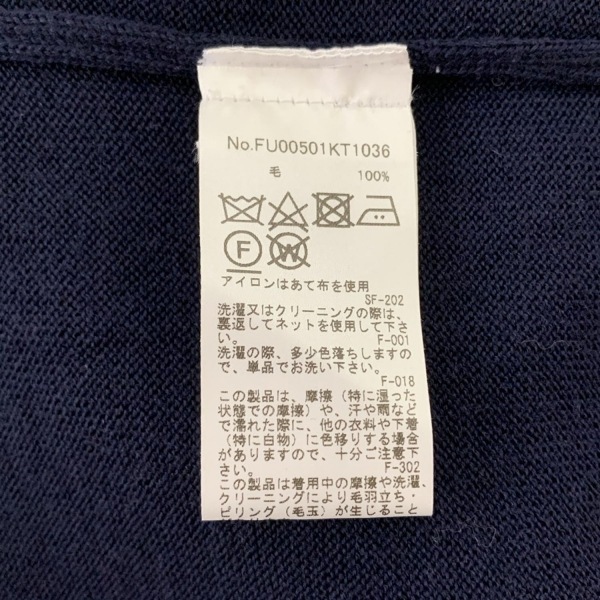 No.FU00501KT1036
毛 100%
F W
アイロンはあて布を使用
SF-202
洗濯又はクリーニングの際は、
裏返してネットを使用して下さ
い。 F-001
洗濯の際、多少色落ちしますの
で、単品でお洗い下さい。
F-018
この製品は、摩擦（特に湿った
状態での摩擦）や、汗や雨など
で濡れた際に、他の衣料や下着
（特に白物）に色移りする場合
がありますので、十分ご注意下
さい。 F-302
この製品は着用中の摩擦や洗濯、
クリーニングにより毛羽立ち・
ピリング（毛玉）が生じること